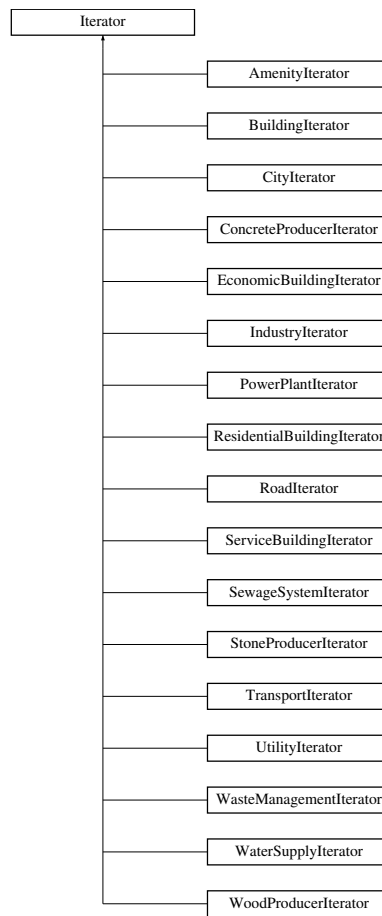 Iterator
AmenityIterator
BuildingIterator
CityIterator
ConcreteProducerIterator
EconomicBuildingIterator
IndustryIterator
PowerPlantIterator
ResidentialBuildingIterator
RoadIterator
ServiceBuildingIterator
SewageSystemIterator
StoneProducerIterator
TransportIterator
UtilityIterator
WasteManagementIterator
WaterSupplyIterator
WoodProducerIterator